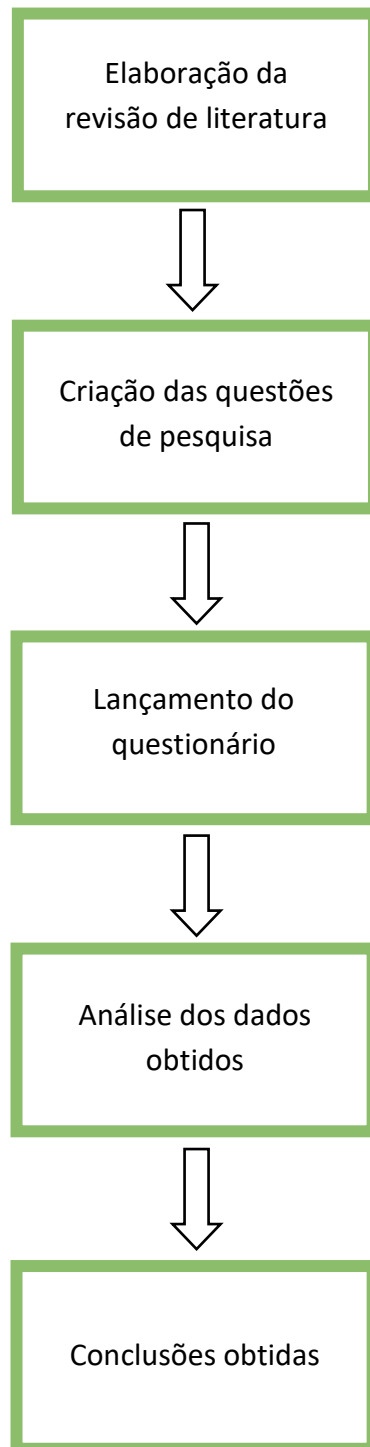 Elaboração da
revisão de literatura
Criação das questões
de pesquisa
Lançamento do
questionário
Análise dos dados
obtidos
Conclusões obtidas